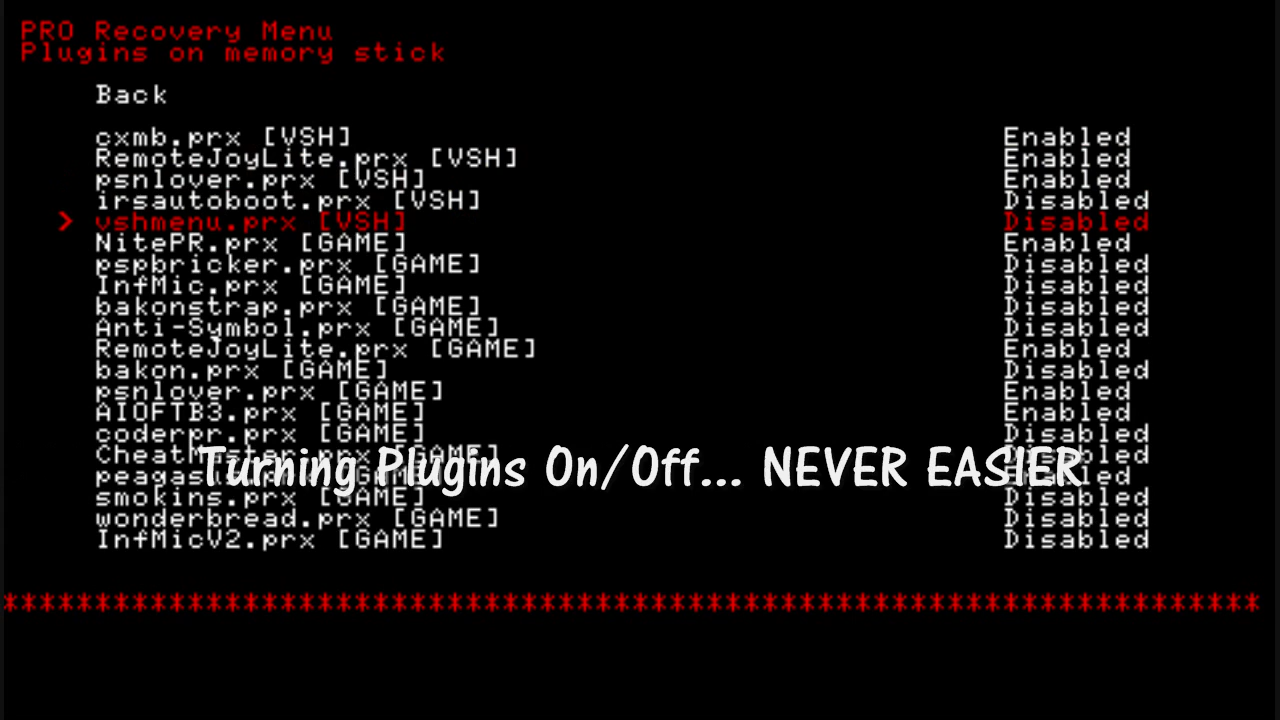 PRO Recovery Menu
Plugins on memory stick
Back
cxmb.prx [VSH] Enabled
RemoteJoyLite.prx [VSH] Enabled
psnlover.prx [VSH] Enabled
irsautoboot.prx [VSH] Disabled
> vshmenu.prx [VSH] Disabled
NitePR.prx [GAME] Enabled
pspbricker.prx [GAME] Disabled
InfMic.prx [GAME] Disabled
bakonstrap.prx [GAME] Disabled
Anti-Symbol.prx [GAME] Disabled
RemoteJoyLite.prx [GAME] Enabled
bakon.prx [GAME] Disabled
psnlover.prx [GAME] Enabled
AIOFTB3.prx [GAME] Enabled
coderpr.prx [GAME] Disabled
CheatMaster.prx [GAME] Disabled
Turning Plugins On/Off... NEVER EASIER
smokins.prx [GAME] Disabled
wonderbread.prx [GAME] Disabled
InfMicV2.prx [GAME] Disabled